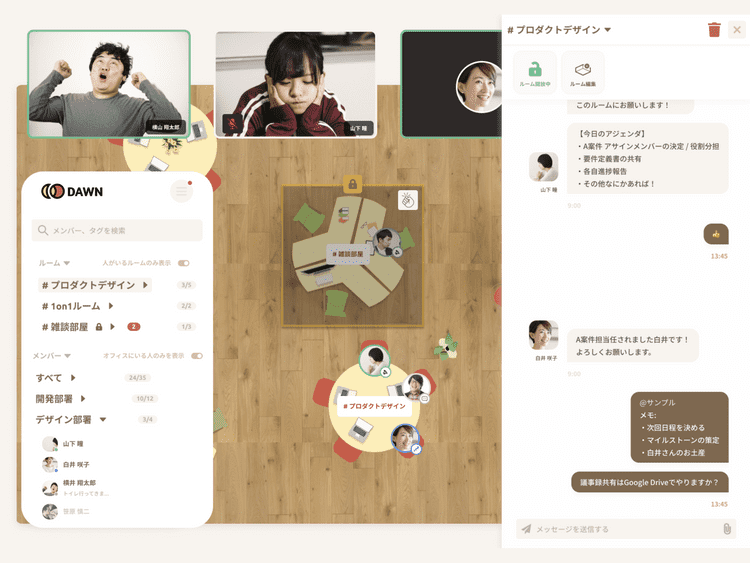 横山 翔太郎
山下 瞳
DAWN
メンバー、タグを検索
ルーム
人がいるルームのみ表示
# プロダクトデザイン
3/5
# 1on1ルーム
2/2
# 雑談部屋
2
1/3
メンバー
オフィスにいる人のみを表示
すべて
24/35
開発部署
10/12
デザイン部署
3/4
山下 瞳
白井 咲子
横井 翔太郎
トイレ行ってきま...
笹原 慎二
# 雑談部屋
# プロダクトデザイン
# プロダクトデザイン
ルーム開放中
ルーム編集
このルームにお願いします！
【今日のアジェンダ】
・A案件 アサインメンバーの決定 / 役割分担
・要件定義書の共有
・各自進捗報告
・その他なにかあれば！
山下 瞳
9:00
13:45
A案件担当任されました白井です！
よろしくお願いします。
白井 咲子
9:00
@サンプル
メモ:
・次回日程を決める
・マイルストーンの策定
・白井さんのお土産
議事録共有はGoogle Driveでやりますか？
13:45
メッセージを送信する